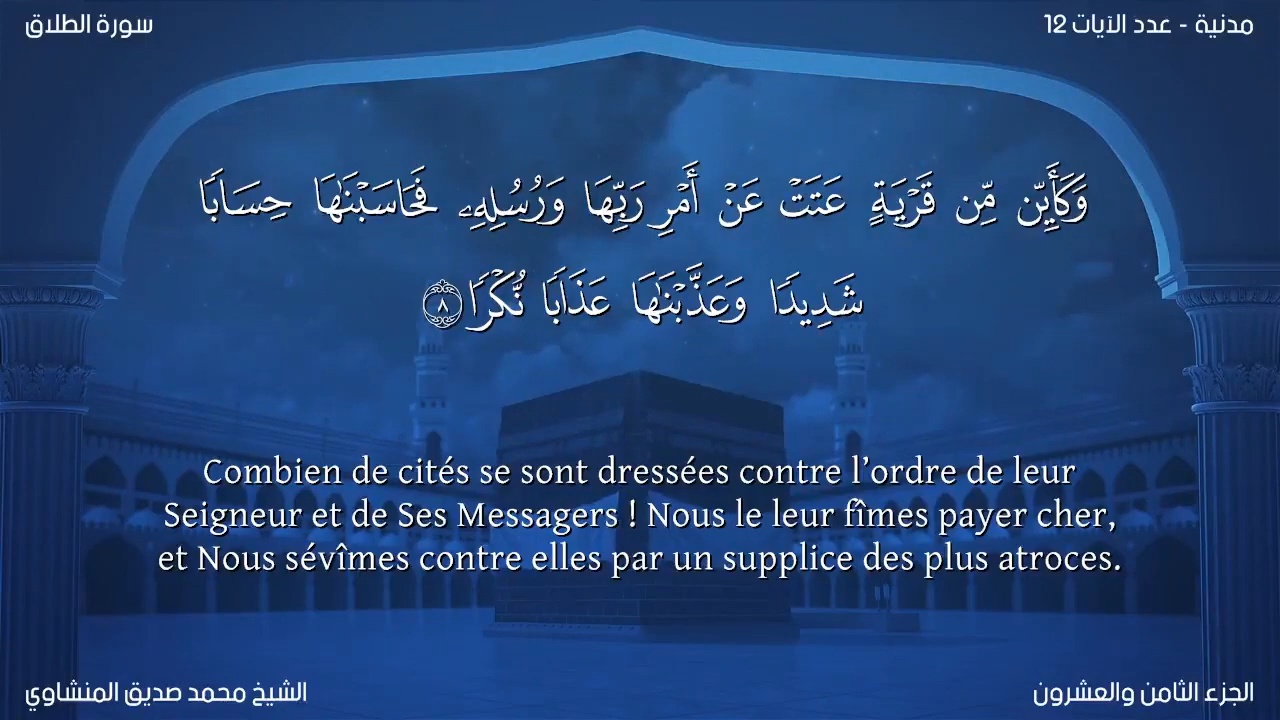 مدنية - عدد الآيات 12
سورة الطلاق
وَكَأَيِّن مِّن قَرْيَةٍ عَتَتْ عَنْ أَمْرِ رَبِّهَا وَرُسُلِهِۦ فَحَاسَبْنَٰهَا حِسَابًا
شَدِيدًا وَعَذَّبْنَٰهَا عَذَابًا نُّكْرًا ٨
Combien de cités se sont dressées contre l’ordre de leur
Seigneur et de Ses Messagers ! Nous le leur fîmes payer cher,
et Nous sévîmes contre elles par un supplice des plus atroces.
الجزء الثامن والعشرون
الشيخ محمد صديق المنشاوي